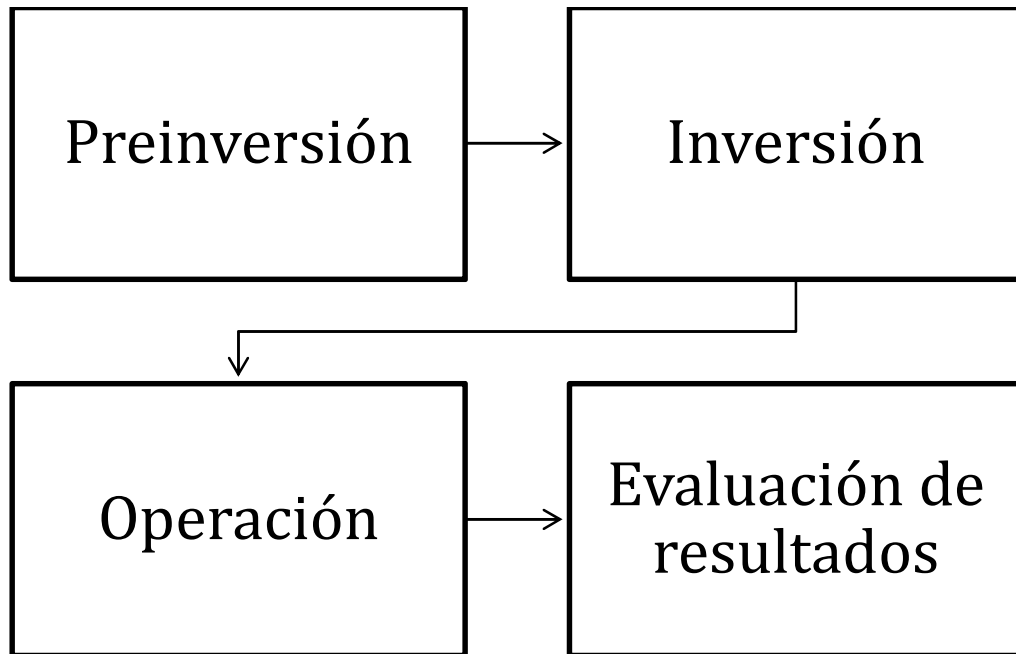 Preinversión
Inversión
Operación
Evaluación de
resultados